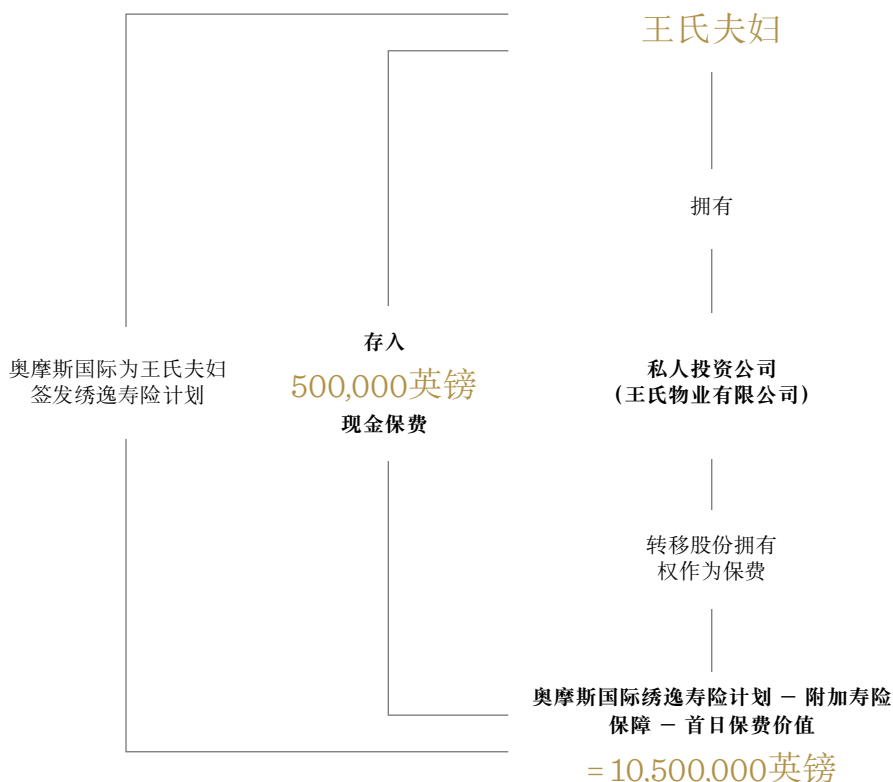 王氏夫妇
拥有
奥摩斯国际为王氏夫妇
签发绣逸寿险计划
存入
500,000英镑
现金保费
私人投资公司
(王氏物业有限公司)
转移股份拥有
权作为保费
奥摩斯国际绣逸寿险计划 － 附加寿险
保障 － 首日保费价值
= 10,500,000英镑